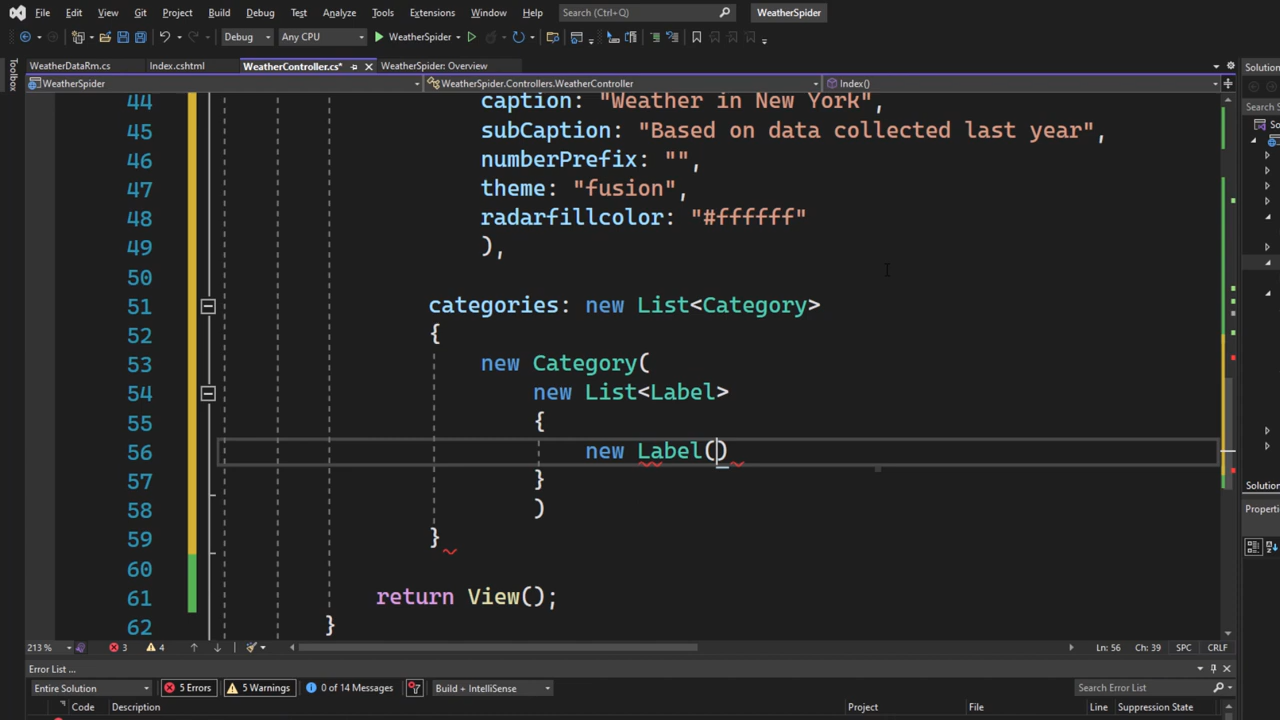 File Edit View Git Project Build Debug Test Analyze Tools Extensions Window Help Search (Ctrl+Q) WeatherSpider
Debug Any CPU WeatherSpider
WeatherDataRm.cs Index.cshtml WeatherController.cs* WeatherSpider: Overview
Toolbox
WeatherSpider WeatherSpider.Controllers.WeatherController Index()
Solution
Search S
So
44 caption: "Weather in New York",
45 subCaption: "Based on data collected last year",
46 numberPrefix: "",
47 theme: "fusion",
48 radarfillcolor: "#ffffff"
49 ),
50
51 categories: new List<Category>
52 {
53 new Category(
54 new List<Label>
55 {
56 new Label()
57 }
58 )
59 }
60
61 return View();
62 }
Solution
Properti
213 % 3 4 Ln: 56 Ch: 39 SPC CRLF
Error List ...
Entire Solution 5 Errors 5 Warnings 0 of 14 Messages Build + IntelliSense Search Error List
Code Description Project File Line Suppression State